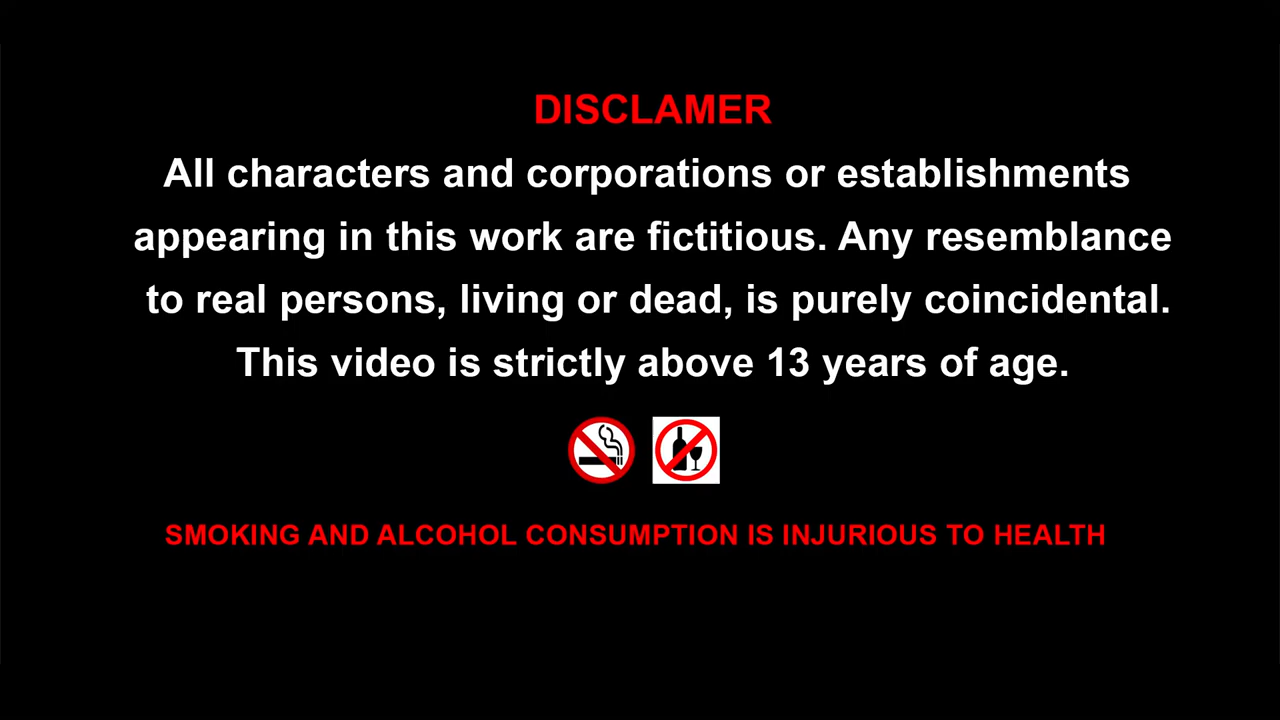 DISCLAMER
All characters and corporations or establishments
appearing in this work are fictitious. Any resemblance
to real persons, living or dead, is purely coincidental.
This video is strictly above 13 years of age.
SMOKING AND ALCOHOL CONSUMPTION IS INJURIOUS TO HEALTH